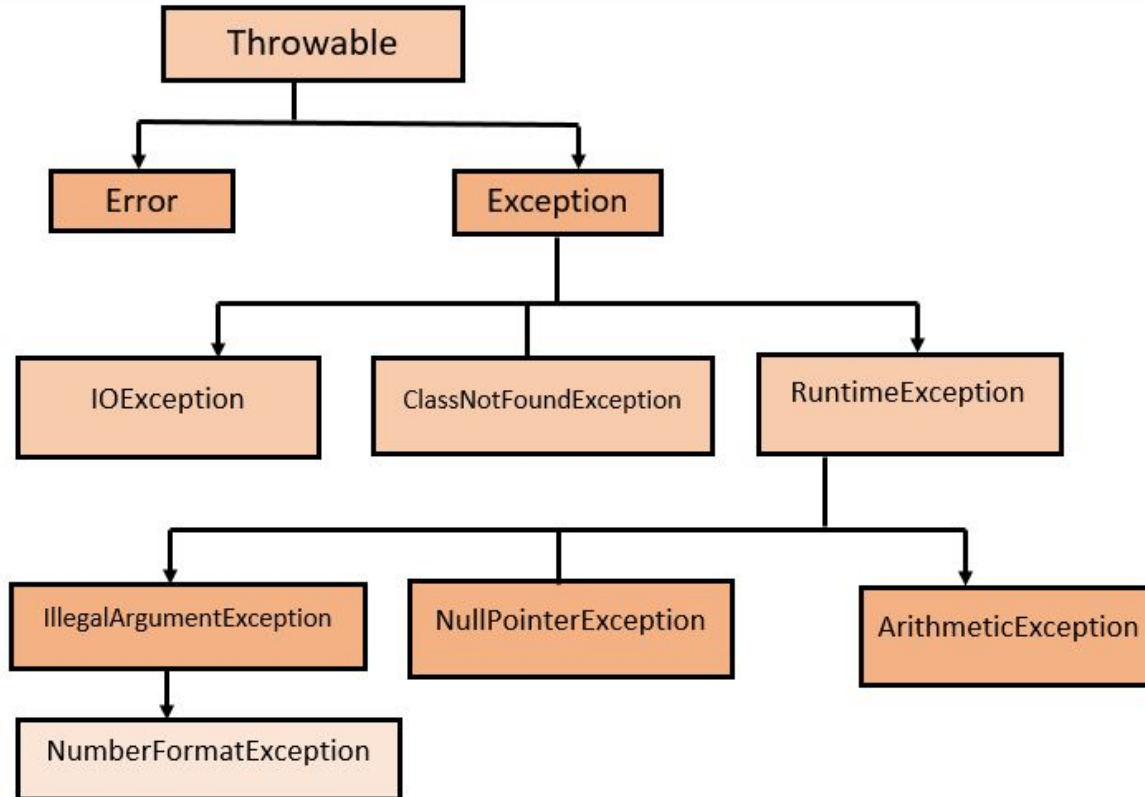 Throwable
Error
Exception
IOException
ClassNotFoundException
RuntimeException
IllegalArgumentException
NullPointerException
ArithmeticException
NumberFormatException